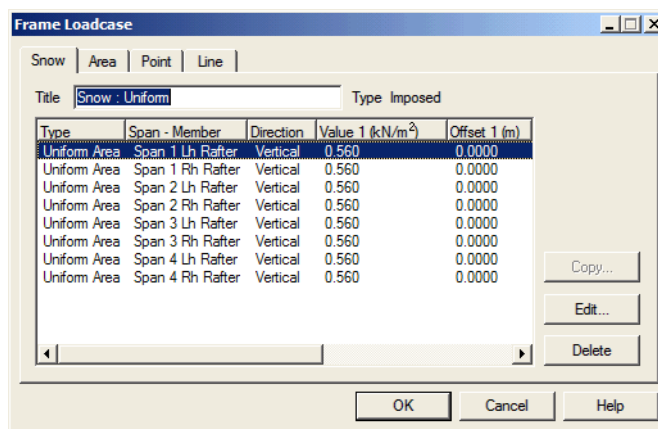 Frame Loadcase
Snow Area Point Line
Title Snow : Uniform Type Imposed
Type Span - Member Direction Value 1 (kN/m²) Offset 1 (m)
Uniform Area Span 1 Lh Rafter Vertical 0.560 0.0000
Uniform Area Span 1 Rh Rafter Vertical 0.560 0.0000
Uniform Area Span 2 Lh Rafter Vertical 0.560 0.0000
Uniform Area Span 2 Rh Rafter Vertical 0.560 0.0000
Uniform Area Span 3 Lh Rafter Vertical 0.560 0.0000
Uniform Area Span 3 Rh Rafter Vertical 0.560 0.0000
Uniform Area Span 4 Lh Rafter Vertical 0.560 0.0000
Uniform Area Span 4 Rh Rafter Vertical 0.560 0.0000
Copy...
Edit...
Delete
OK Cancel Help